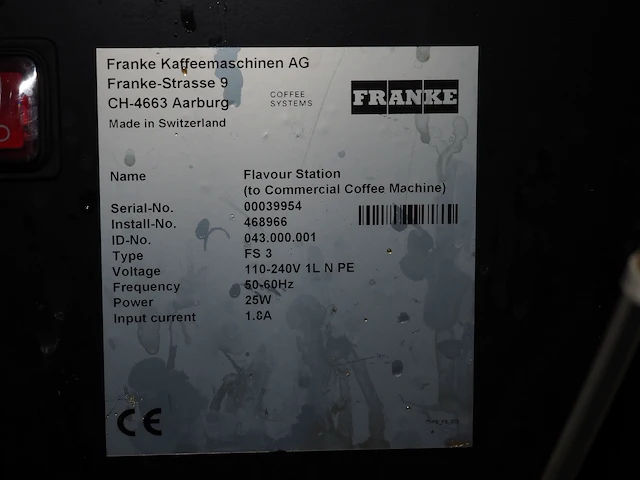 Franke Kaffeemaschinen AG
Franke-Strasse 9
CH-4663 Aarburg
Made in Switzerland
COFFEE
SYSTEMS
FRANKE
Name Flavour Station
(to Commercial Coffee Machine)
Serial-No. 00039954
Install-No. 468966
ID-No. 043.000.001
Type FS 3
Voltage 110-240V 1L N PE
Frequency 50-60Hz
Power 25W
Input current 1.8A
CE